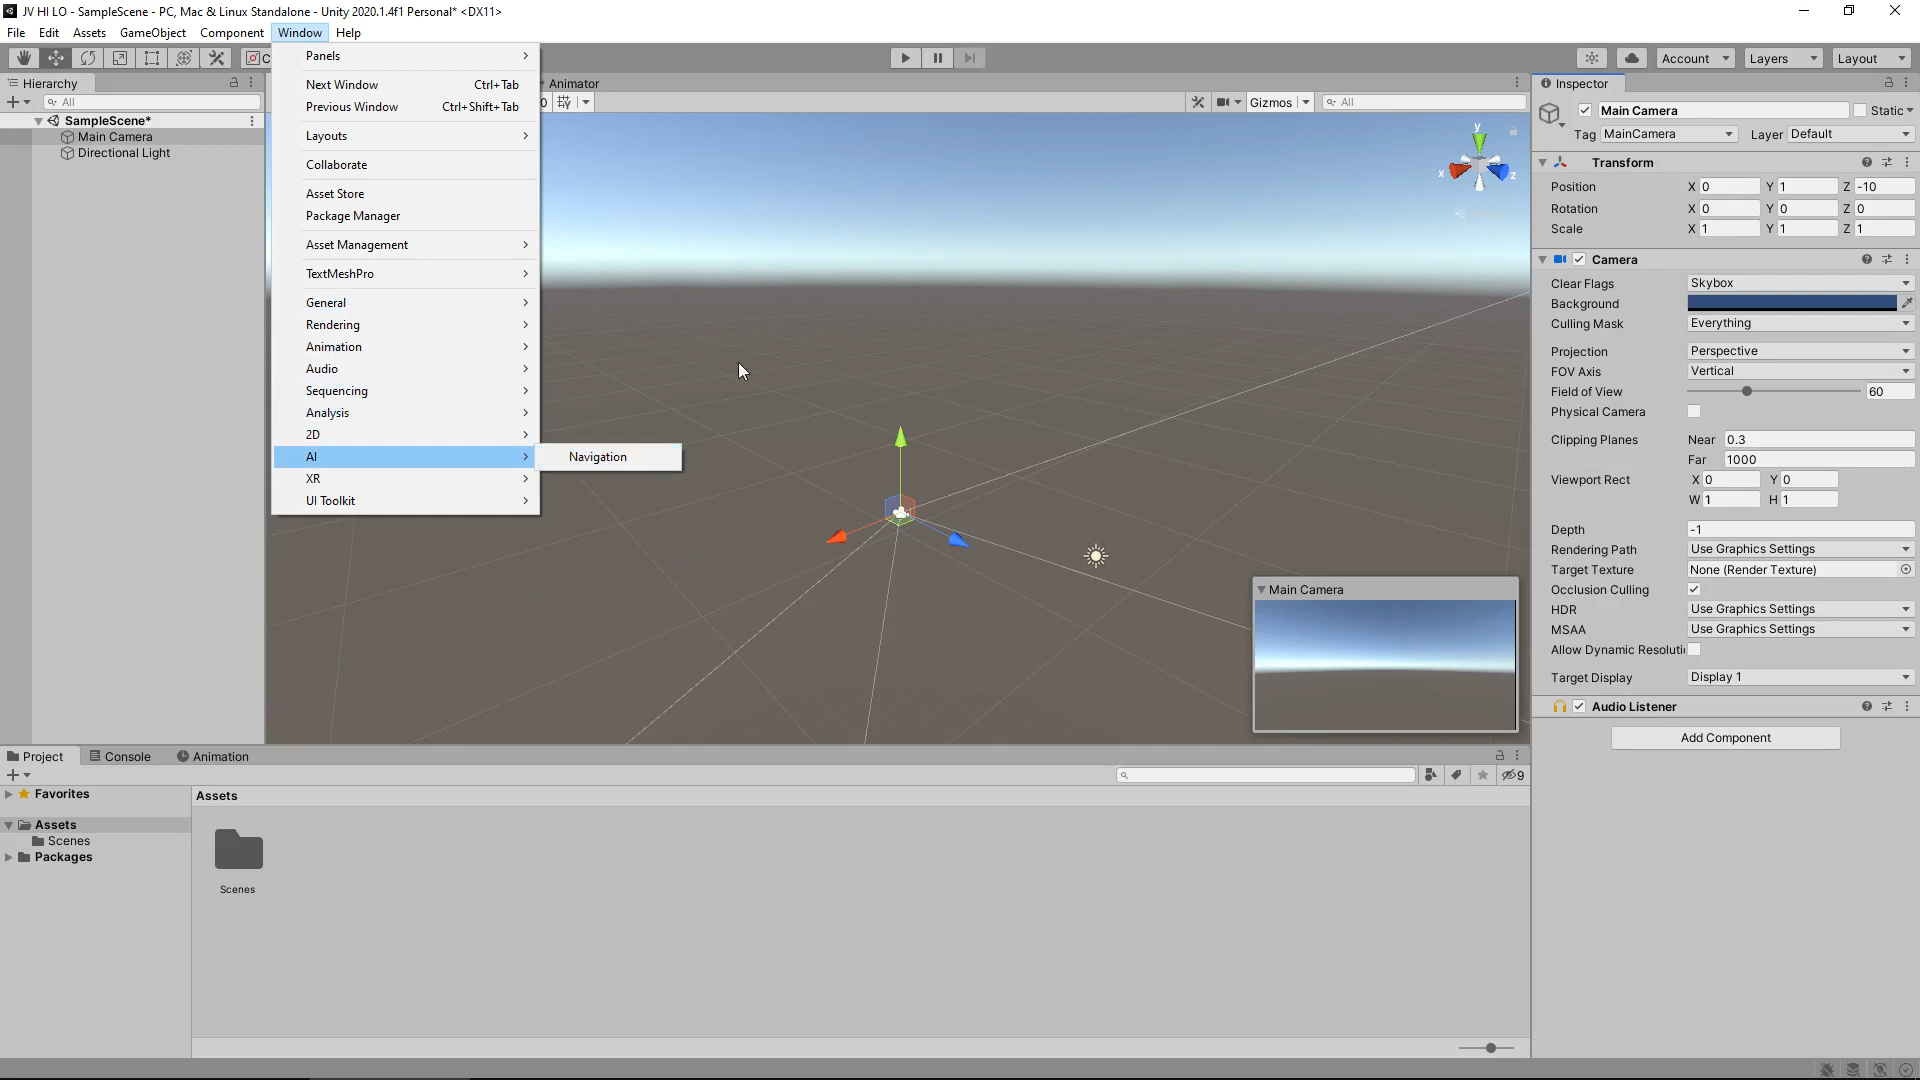 JV HI LO - SampleScene - PC, Mac & Linux Standalone - Unity 2020.1.4f1 Personal* <DX11>
File Edit Assets GameObject Component Window Help
Account Layers Layout
Panels
Next Window Ctrl+Tab
Previous Window Ctrl+Shift+Tab
Layouts
Collaborate
Asset Store
Package Manager
Asset Management
TextMeshPro
General
Rendering
Animation
Audio
Sequencing
Analysis
2D
AI
XR
UI Toolkit
Navigation
Hierarchy
All
SampleScene*
Main Camera
Directional Light
Animator
0 Gizmos All
y
x z
Main Camera
Inspector
Main Camera Static
Tag MainCamera Layer Default
Transform
Position X 0 Y 1 Z -10
Rotation X 0 Y 0 Z 0
Scale X 1 Y 1 Z 1
Camera
Clear Flags Skybox
Background
Culling Mask Everything
Projection Perspective
FOV Axis Vertical
Field of View 60
Physical Camera
Clipping Planes Near 0.3
Far 1000
Viewport Rect X 0 Y 0
W 1 H 1
Depth -1
Rendering Path Use Graphics Settings
Target Texture None (Render Texture)
Occlusion Culling
HDR Use Graphics Settings
MSAA Use Graphics Settings
Allow Dynamic Resoluti
Target Display Display 1
Audio Listener
Add Component
Project Console Animation
9
Favorites
Assets
Scenes
Packages
Assets
Scenes